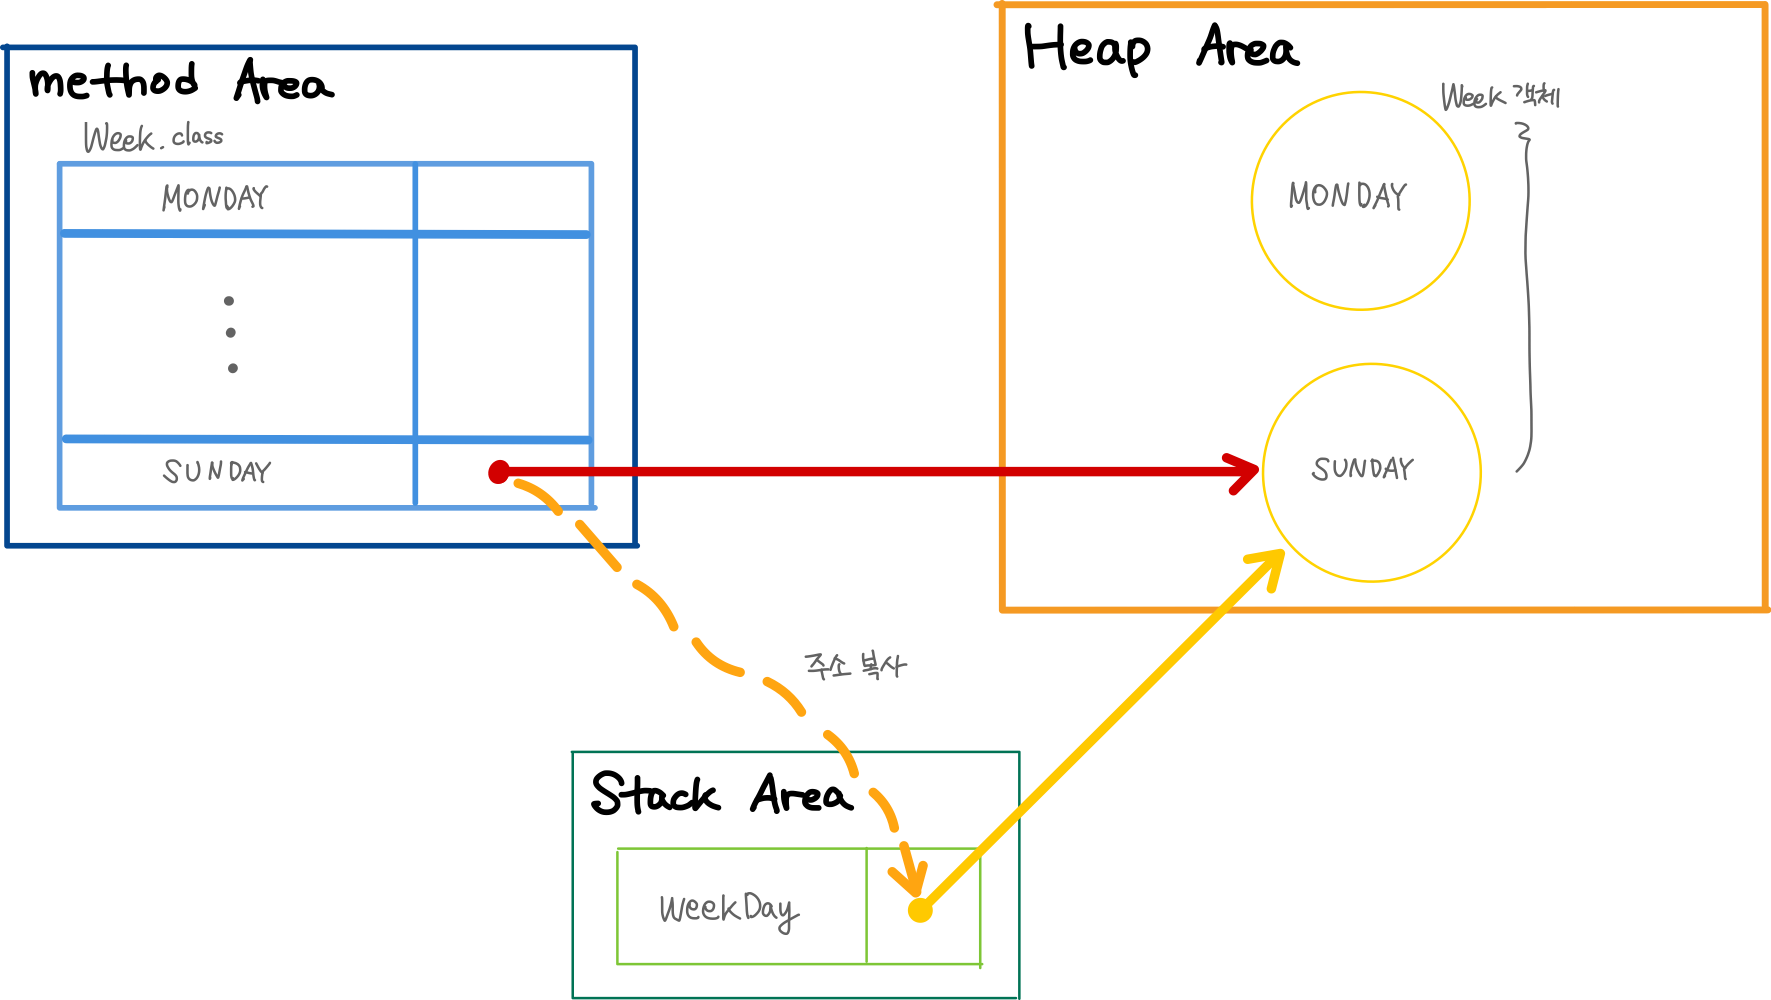 method Area
Week.class
MONDAY
SUNDAY
Heap Area
Week 객체
MONDAY
SUNDAY
주소 복사
Stack Area
WeekDay